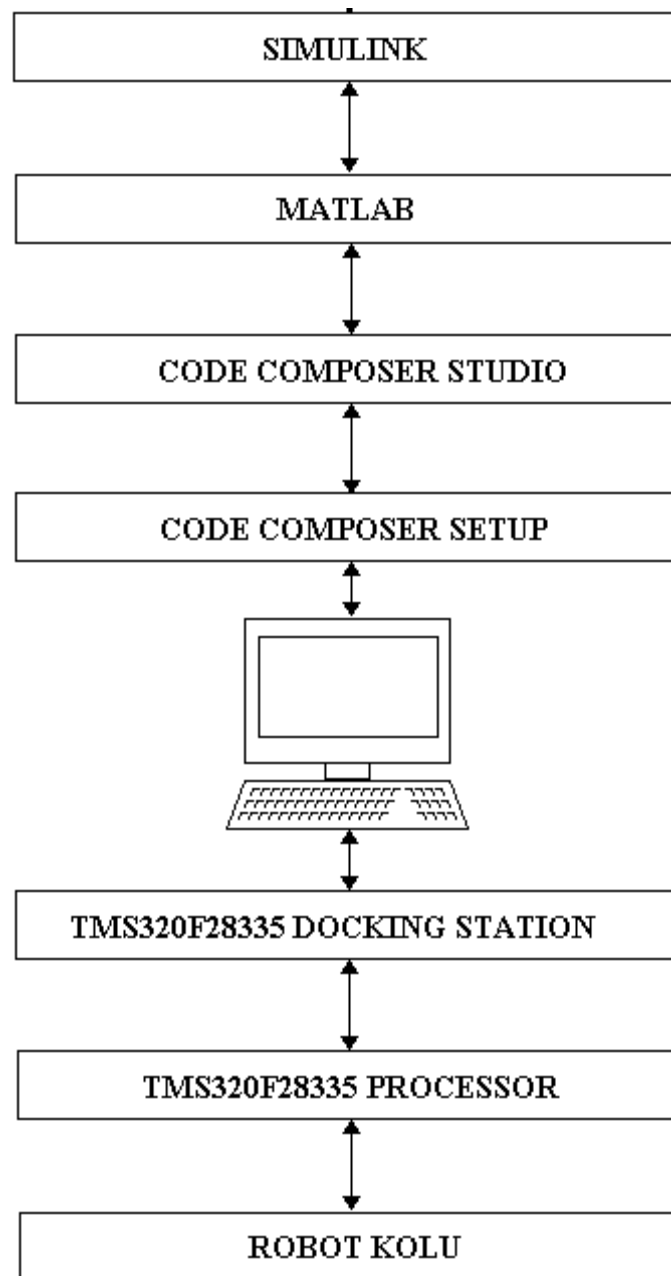 SIMULINK
MATLAB
CODE COMPOSER STUDIO
CODE COMPOSER SETUP
TMS320F28335 DOCKING STATION
TMS320F28335 PROCESSOR
ROBOT KOLU